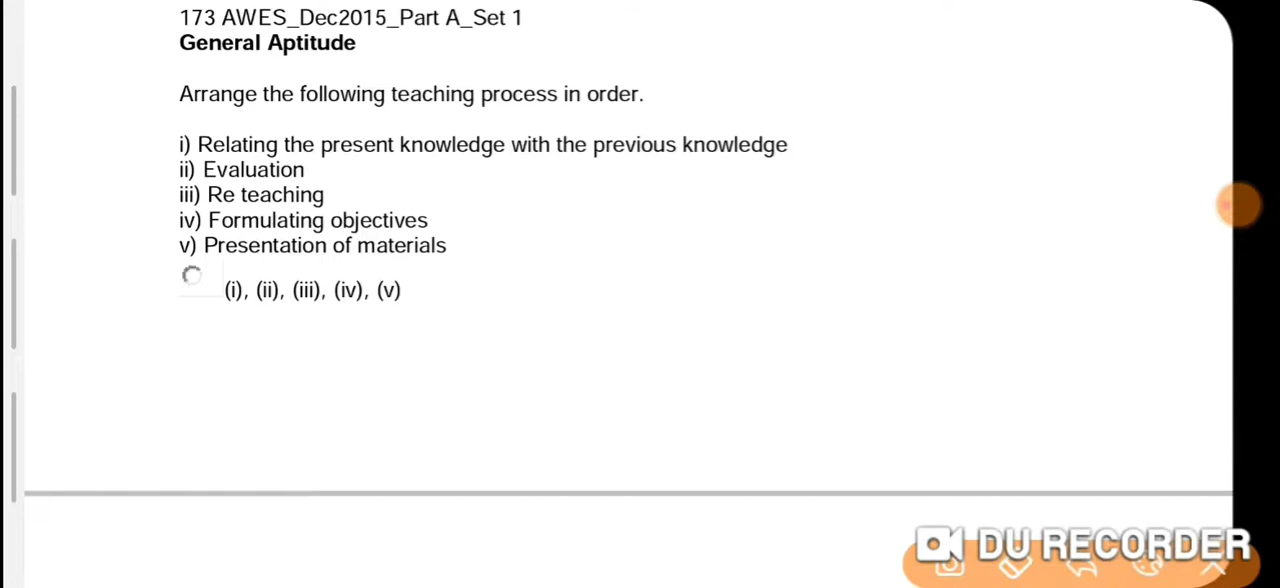 173 AWES_Dec2015_Part A_Set 1
General Aptitude
Arrange the following teaching process in order.
i) Relating the present knowledge with the previous knowledge
ii) Evaluation
iii) Re teaching
iv) Formulating objectives
v) Presentation of materials
(i), (ii), (iii), (iv), (v)
DU RECORDER